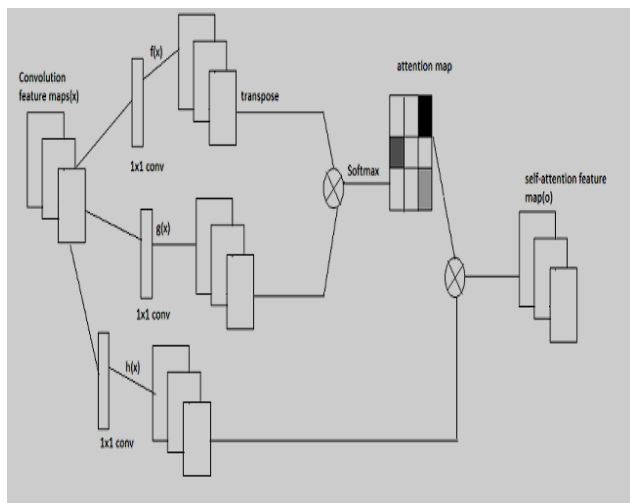 Convolution
feature maps(x)
f(x)
1x1 conv
transpose
attention map
Softmax
g(x)
1x1 conv
self-attention feature
map(o)
h(x)
1x1 conv